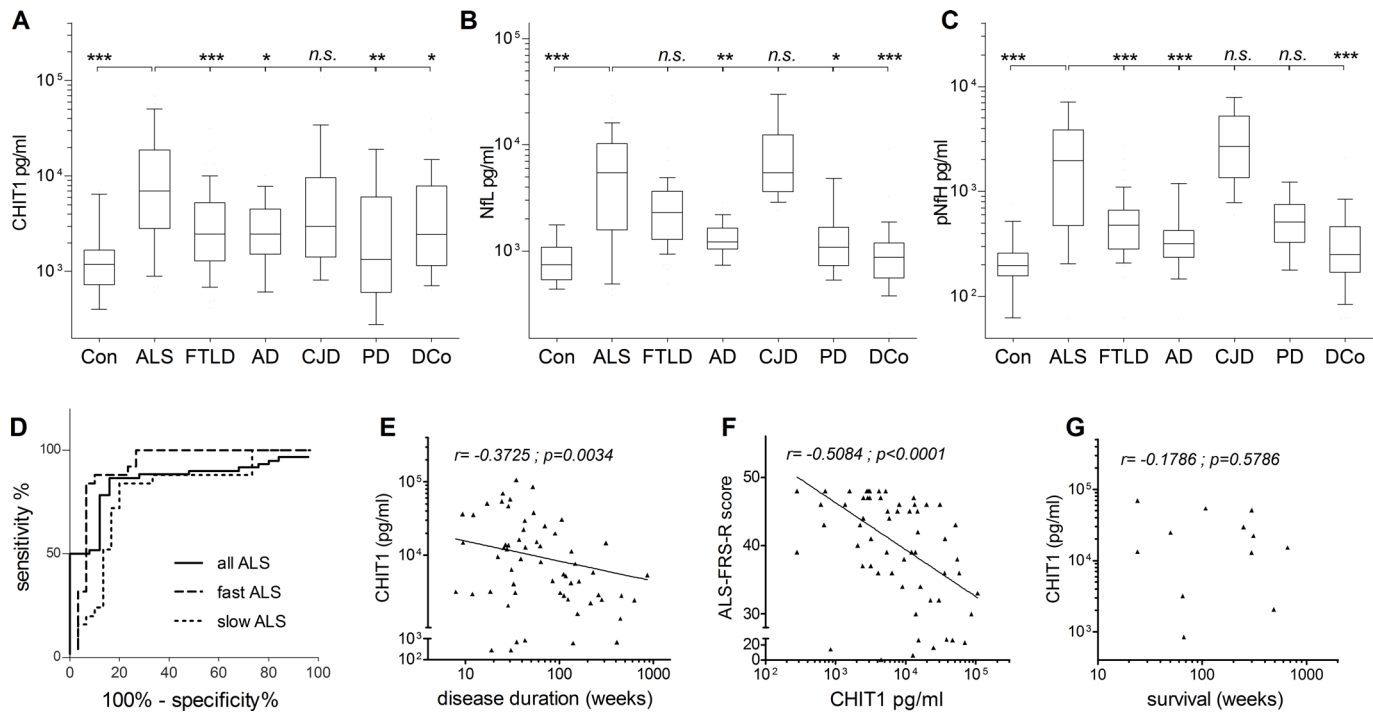 A
*** *** * n.s. ** *
CHIT1 pg/ml
10^5
10^4
10^3
Con ALS FTLD AD CJD PD DCo
B
*** n.s. ** n.s. * ***
NfL pg/ml
10^5
10^4
10^3
Con ALS FTLD AD CJD PD DCo
C
*** *** *** n.s. n.s. ***
pNfH pg/ml
10^4
10^3
10^2
Con ALS FTLD AD CJD PD DCo
D
sensitivity %
100
50
0
all ALS
fast ALS
slow ALS
0 20 40 60 80 100
100% - specificity%
E
r= -0.3725 ; p=0.0034
CHIT1 (pg/ml)
10^5
10^4
10^3
10^2
10 100 1000
disease duration (weeks)
F
r= -0.5084 ; p<0.0001
ALS-FRS-R score
50
40
30
20
0
10^2 10^3 10^4 10^5
CHIT1 pg/ml
G
r= -0.1786 ; p=0.5786
CHIT1 (pg/ml)
10^5
10^4
10^3
10 100 1000
survival (weeks)